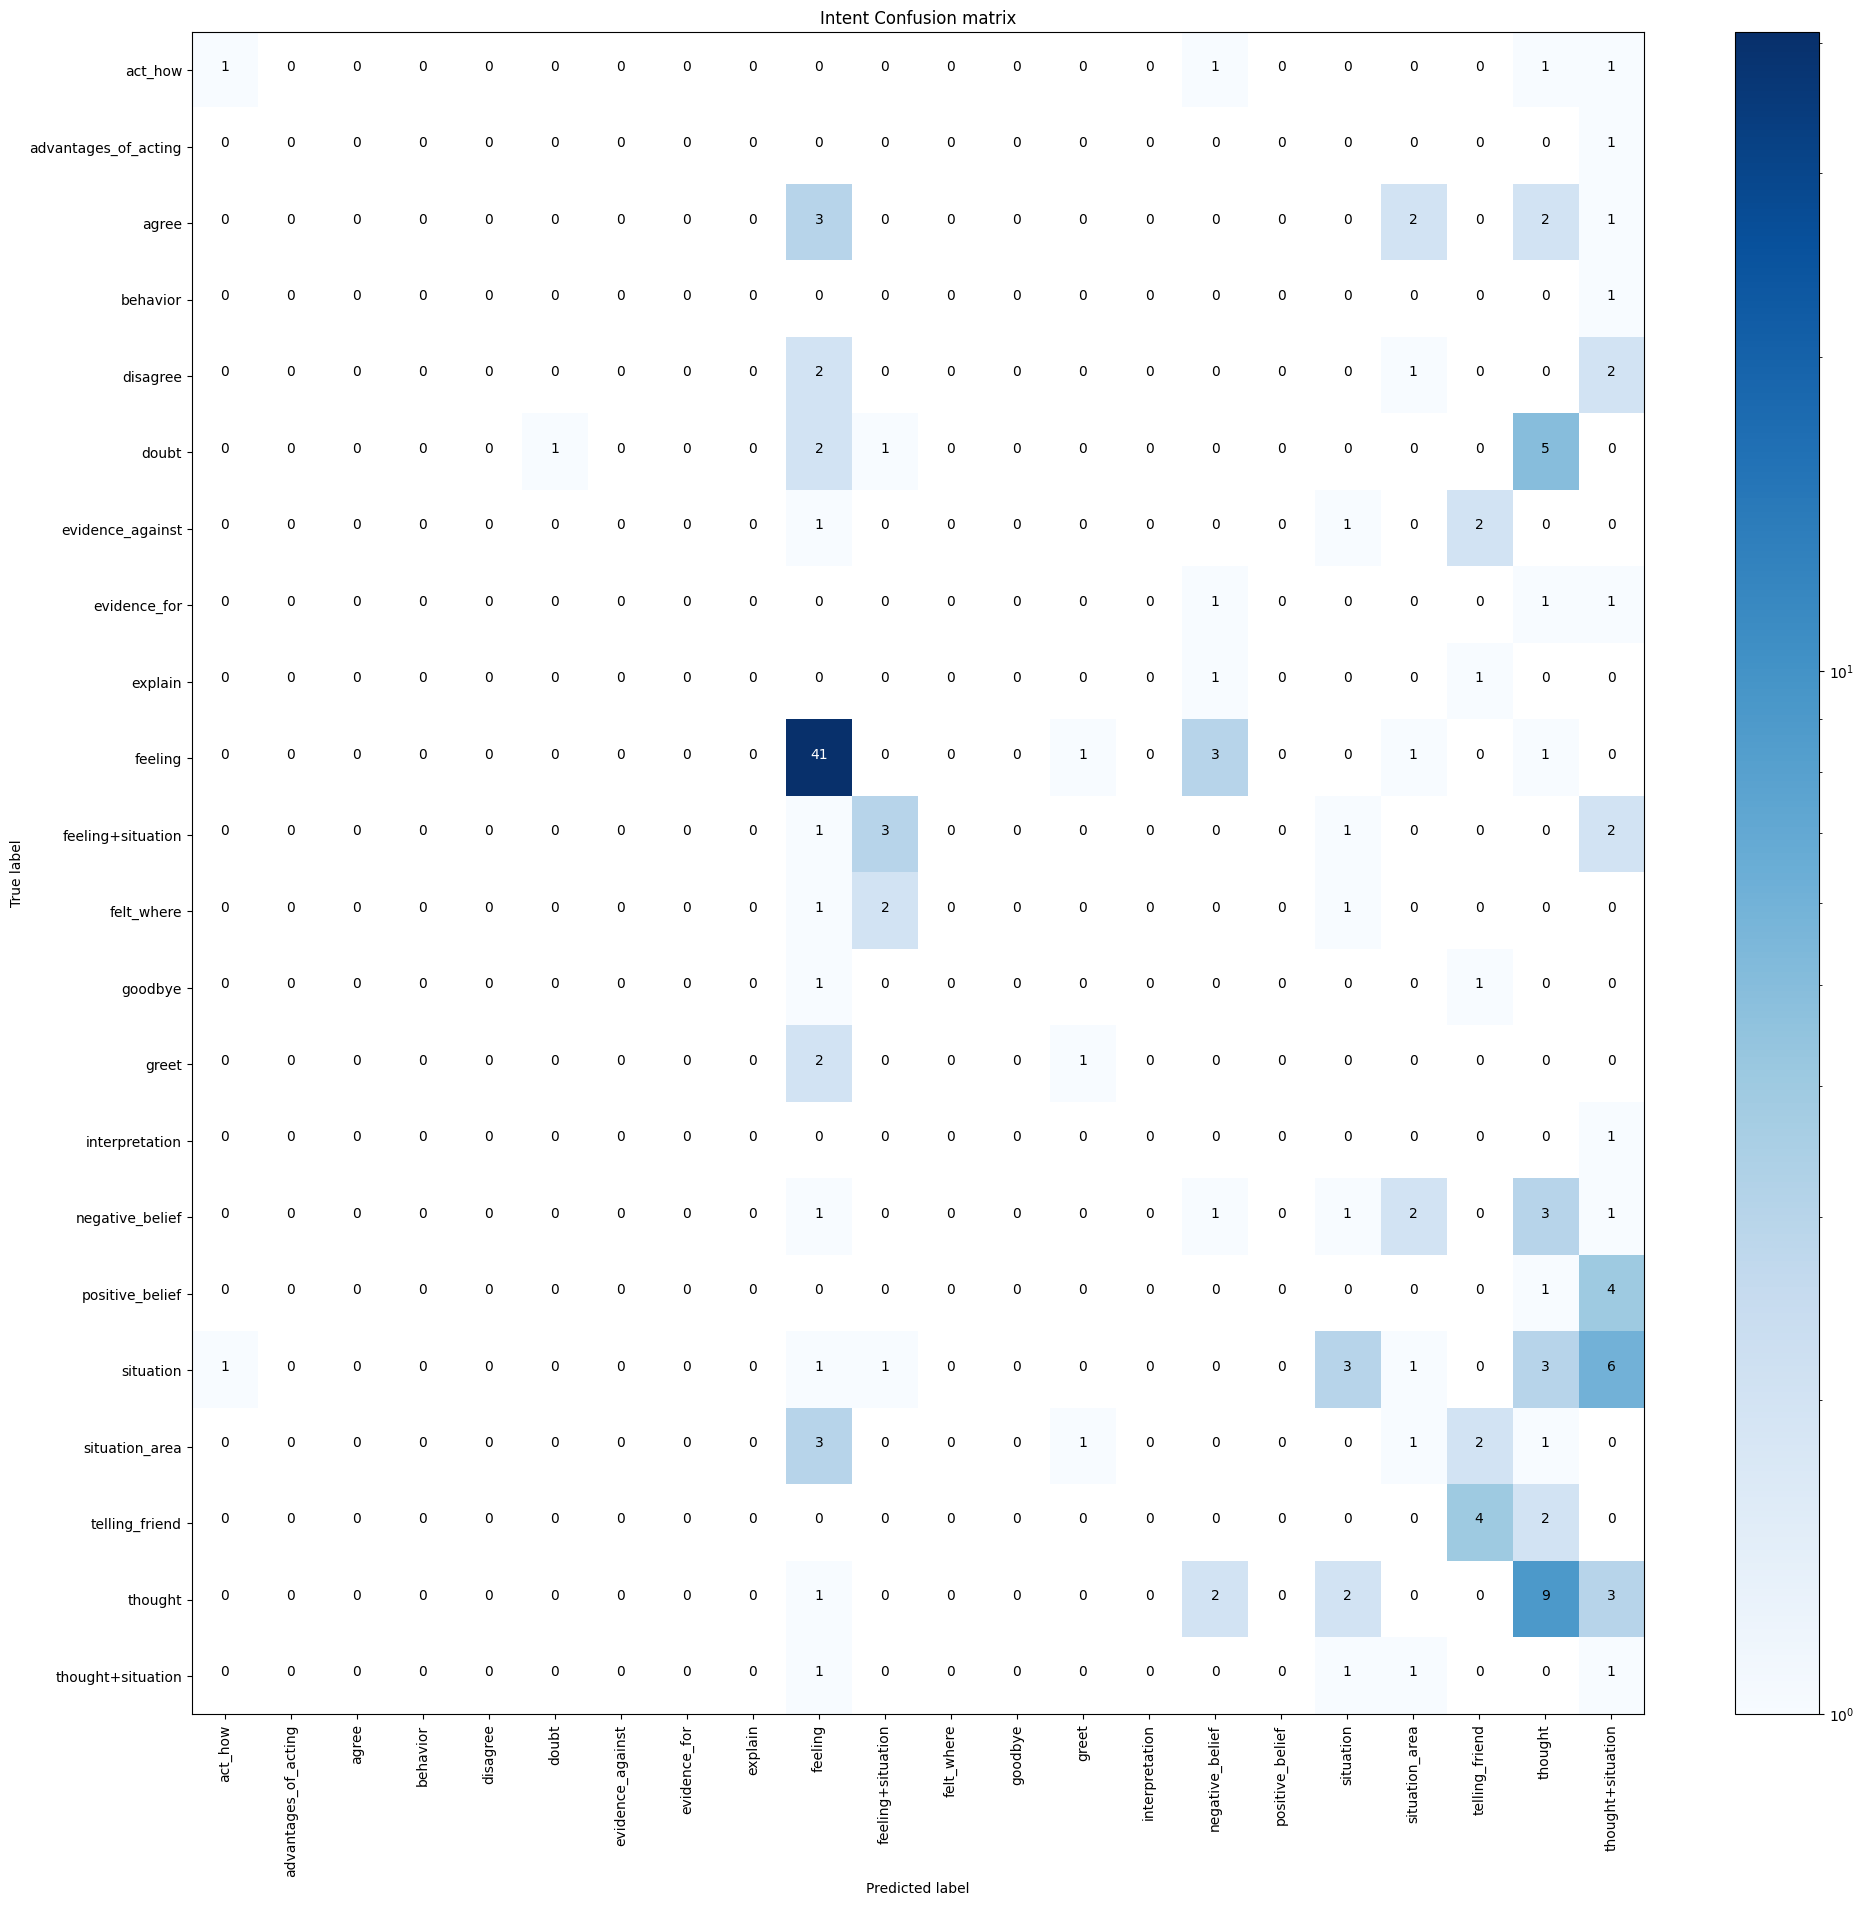 Intent Confusion matrix
True label
act_how 1 0 0 0 0 0 0 0 0 0 0 0 0 0 0 1 0 0 0 0 1 1
advantages_of_acting 0 0 0 0 0 0 0 0 0 0 0 0 0 0 0 0 0 0 0 0 0 1
agree 0 0 0 0 0 0 0 0 0 3 0 0 0 0 0 0 0 0 2 0 2 1
behavior 0 0 0 0 0 0 0 0 0 0 0 0 0 0 0 0 0 0 0 0 0 1
disagree 0 0 0 0 0 0 0 0 0 2 0 0 0 0 0 0 0 0 1 0 0 2
doubt 0 0 0 0 0 1 0 0 0 2 1 0 0 0 0 0 0 0 0 0 5 0
evidence_against 0 0 0 0 0 0 0 0 0 1 0 0 0 0 0 0 0 1 0 2 0 0
evidence_for 0 0 0 0 0 0 0 0 0 0 0 0 0 0 0 1 0 0 0 0 1 1
explain 0 0 0 0 0 0 0 0 0 0 0 0 0 0 0 1 0 0 0 1 0 0
10¹
feeling 0 0 0 0 0 0 0 0 0 41 0 0 0 1 0 3 0 0 1 0 1 0
feeling+situation 0 0 0 0 0 0 0 0 0 1 3 0 0 0 0 0 0 1 0 0 0 2
felt_where 0 0 0 0 0 0 0 0 0 1 2 0 0 0 0 0 0 1 0 0 0 0
goodbye 0 0 0 0 0 0 0 0 0 1 0 0 0 0 0 0 0 0 0 1 0 0
greet 0 0 0 0 0 0 0 0 0 2 0 0 0 1 0 0 0 0 0 0 0 0
interpretation 0 0 0 0 0 0 0 0 0 0 0 0 0 0 0 0 0 0 0 0 0 1
negative_belief 0 0 0 0 0 0 0 0 0 1 0 0 0 0 0 1 0 1 2 0 3 1
positive_belief 0 0 0 0 0 0 0 0 0 0 0 0 0 0 0 0 0 0 0 0 1 4
situation 1 0 0 0 0 0 0 0 0 1 1 0 0 0 0 0 0 3 1 0 3 6
situation_area 0 0 0 0 0 0 0 0 0 3 0 0 0 1 0 0 0 0 1 2 1 0
telling_friend 0 0 0 0 0 0 0 0 0 0 0 0 0 0 0 0 0 0 0 4 2 0
thought 0 0 0 0 0 0 0 0 0 1 0 0 0 0 0 2 0 2 0 0 9 3
thought+situation 0 0 0 0 0 0 0 0 0 1 0 0 0 0 0 0 0 1 1 0 0 1
10⁰
act_how
advantages_of_acting
agree
behavior
disagree
doubt
evidence_against
evidence_for
explain
feeling
feeling+situation
felt_where
goodbye
greet
interpretation
negative_belief
positive_belief
situation
situation_area
telling_friend
thought
thought+situation
Predicted label